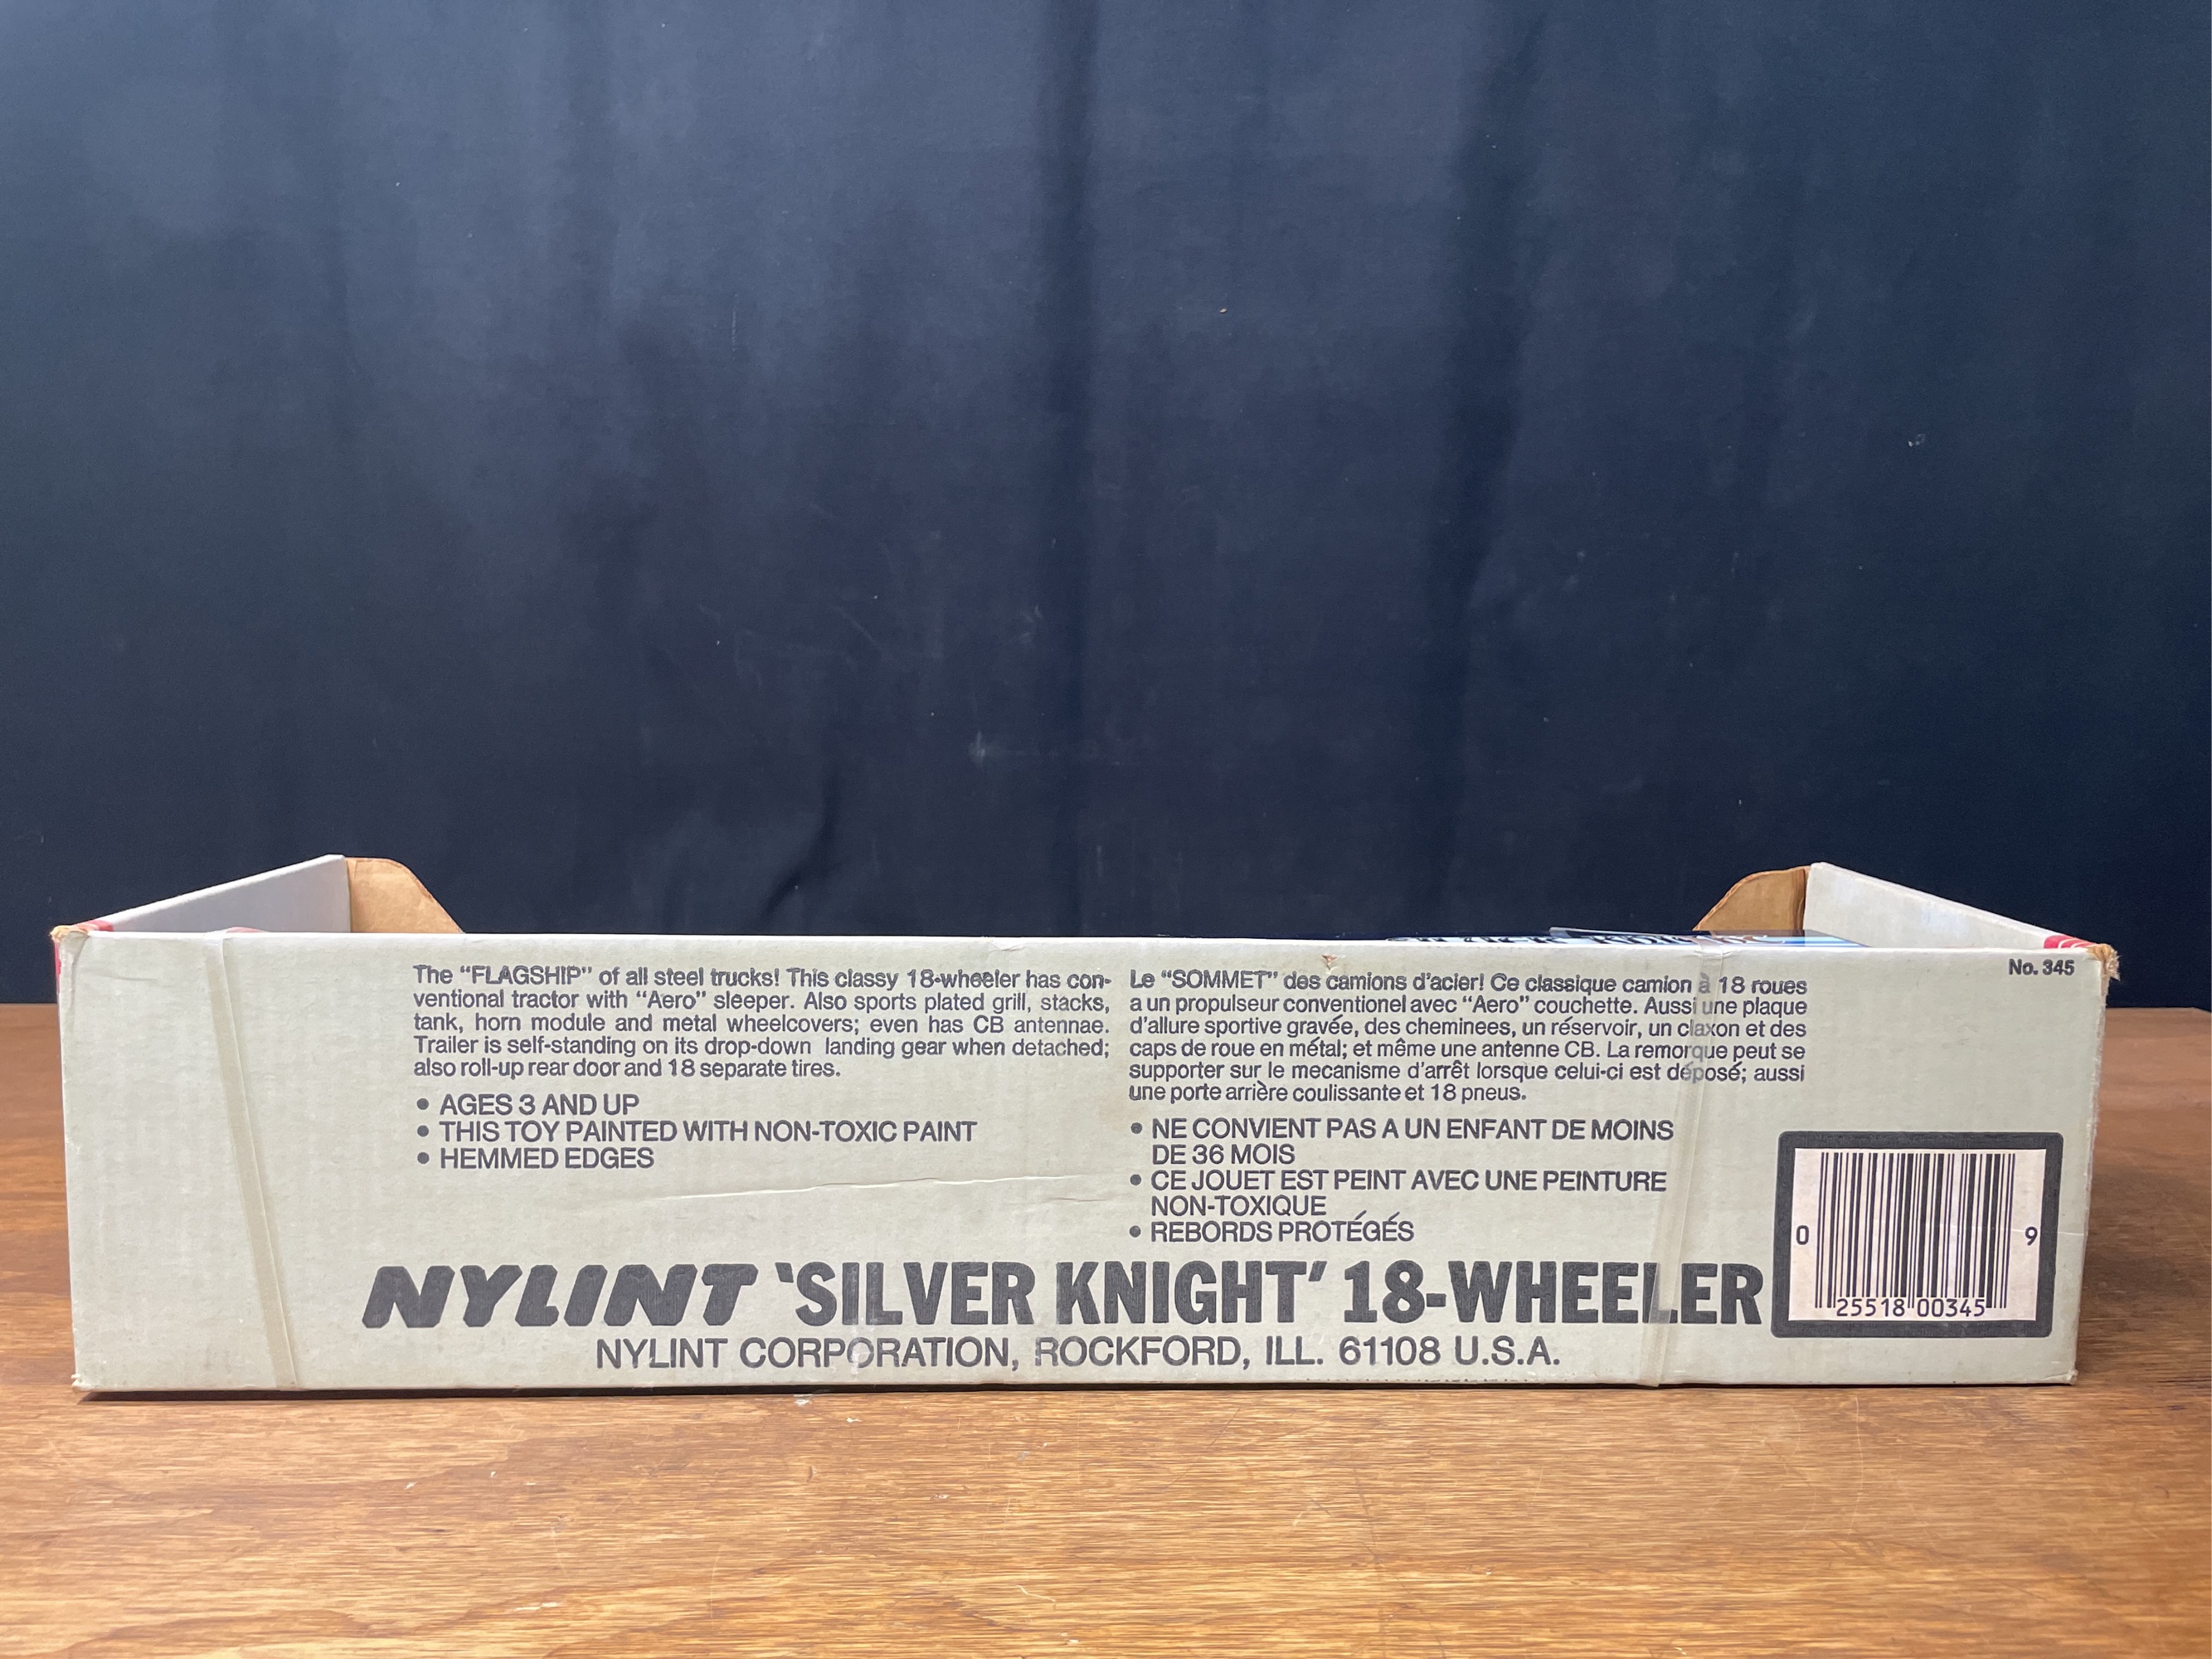 The "FLAGSHIP" of all steel trucks! This classy 18-wheeler has con-
ventional tractor with "Aero" sleeper. Also sports plated grill, stacks,
tank, horn module and metal wheelcovers; even has CB antennae.
Trailer is self-standing on its drop-down landing gear when detached;
also roll-up rear door and 18 separate tires.
• AGES 3 AND UP
• THIS TOY PAINTED WITH NON-TOXIC PAINT
• HEMMED EDGES
Le "SOMMET" des camions d'acier! Ce classique camion à 18 roues
a un propulseur conventionel avec "Aero" couchette. Aussi une plaque
d'allure sportive gravée, des cheminees, un réservoir, un claxon et des
caps de roue en métal; et même une antenne CB. La remorque peut se
supporter sur le mecanisme d'arrêt lorsque celui-ci est déposé; aussi
une porte arrière coulissante et 18 pneus.
• NE CONVIENT PAS A UN ENFANT DE MOINS
DE 36 MOIS
• CE JOUET EST PEINT AVEC UNE PEINTURE
NON-TOXIQUE
• REBORDS PROTÉGÉS
No. 345
NYLINT 'SILVER KNIGHT' 18-WHEELER
NYLINT CORPORATION, ROCKFORD, ILL. 61108 U.S.A.
0 25518 00345 9